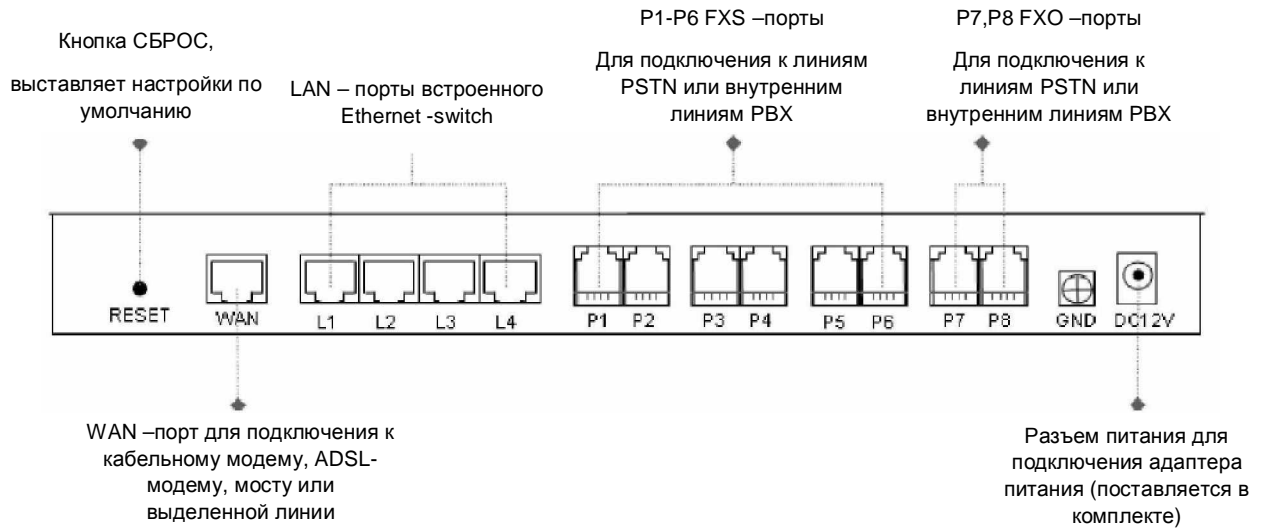 Кнопка СБРОС,
выставляет настройки по
умолчанию
LAN – порты встроенного
Ethernet -switch
P1-P6 FXS –порты
Для подключения к линиям
PSTN или внутренним
линиям PBX
P7,P8 FXO –порты
Для подключения к
линиям PSTN или
внутренним линиям PBX
RESET
WAN
L1
L2
L3
L4
P1
P2
P3
P4
P5
P6
P7
P8
GND
DC12V
WAN –порт для подключения к
кабельному модему, ADSL-
модему, мосту или
выделенной линии
Разъем питания для
подключения адаптера
питания (поставляется в
комплекте)